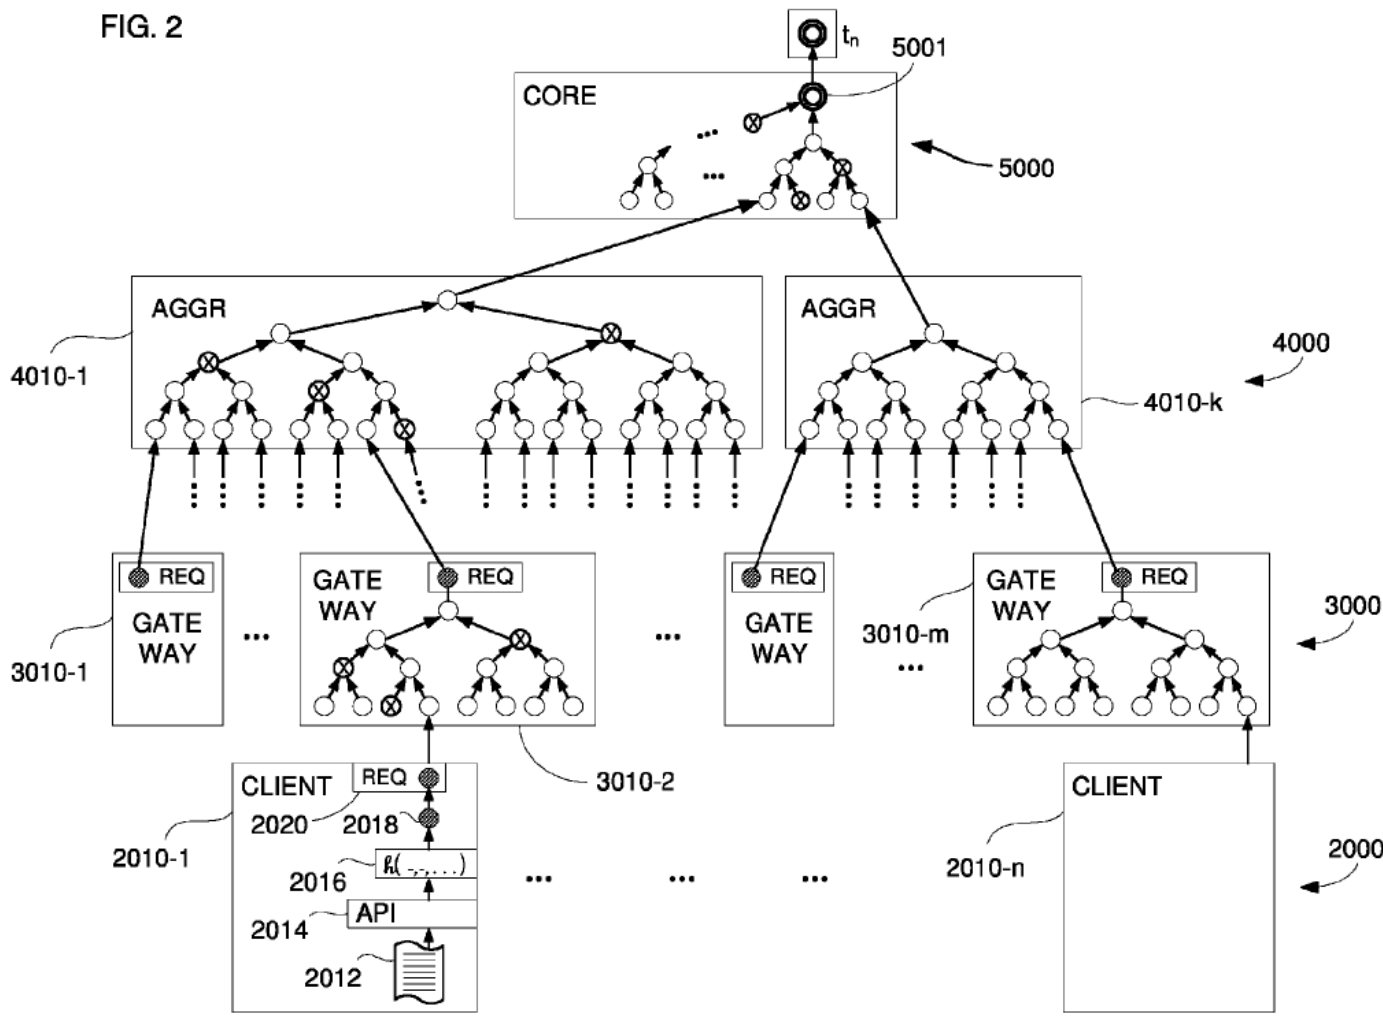 FIG. 2
tn
5001
CORE
5000
AGGR
AGGR
4000
4010-1
4010-k
REQ
GATE
WAY
REQ
GATE
WAY
REQ
GATE
WAY
REQ
GATE
WAY
3000
3010-1
3010-m
...
...
...
3010-2
CLIENT
REQ
CLIENT
2020
2018
2010-1
h(-,-,...)
2016
2010-n
2000
... ... ...
API
2014
2012